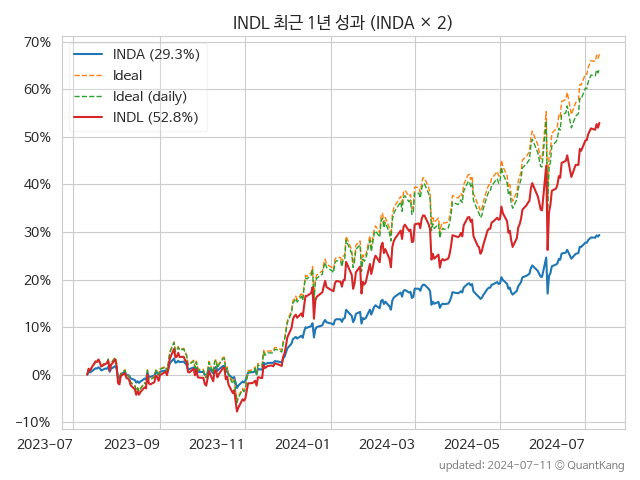 INDL 최근 1년 성과 (INDA × 2)
70%
60%
50%
40%
30%
20%
10%
0%
−10%
INDA (29.3%)
Ideal
Ideal (daily)
INDL (52.8%)
2023-07
2023-09
2023-11
2024-01
2024-03
2024-05
2024-07
updated: 2024-07-11 © QuantKang